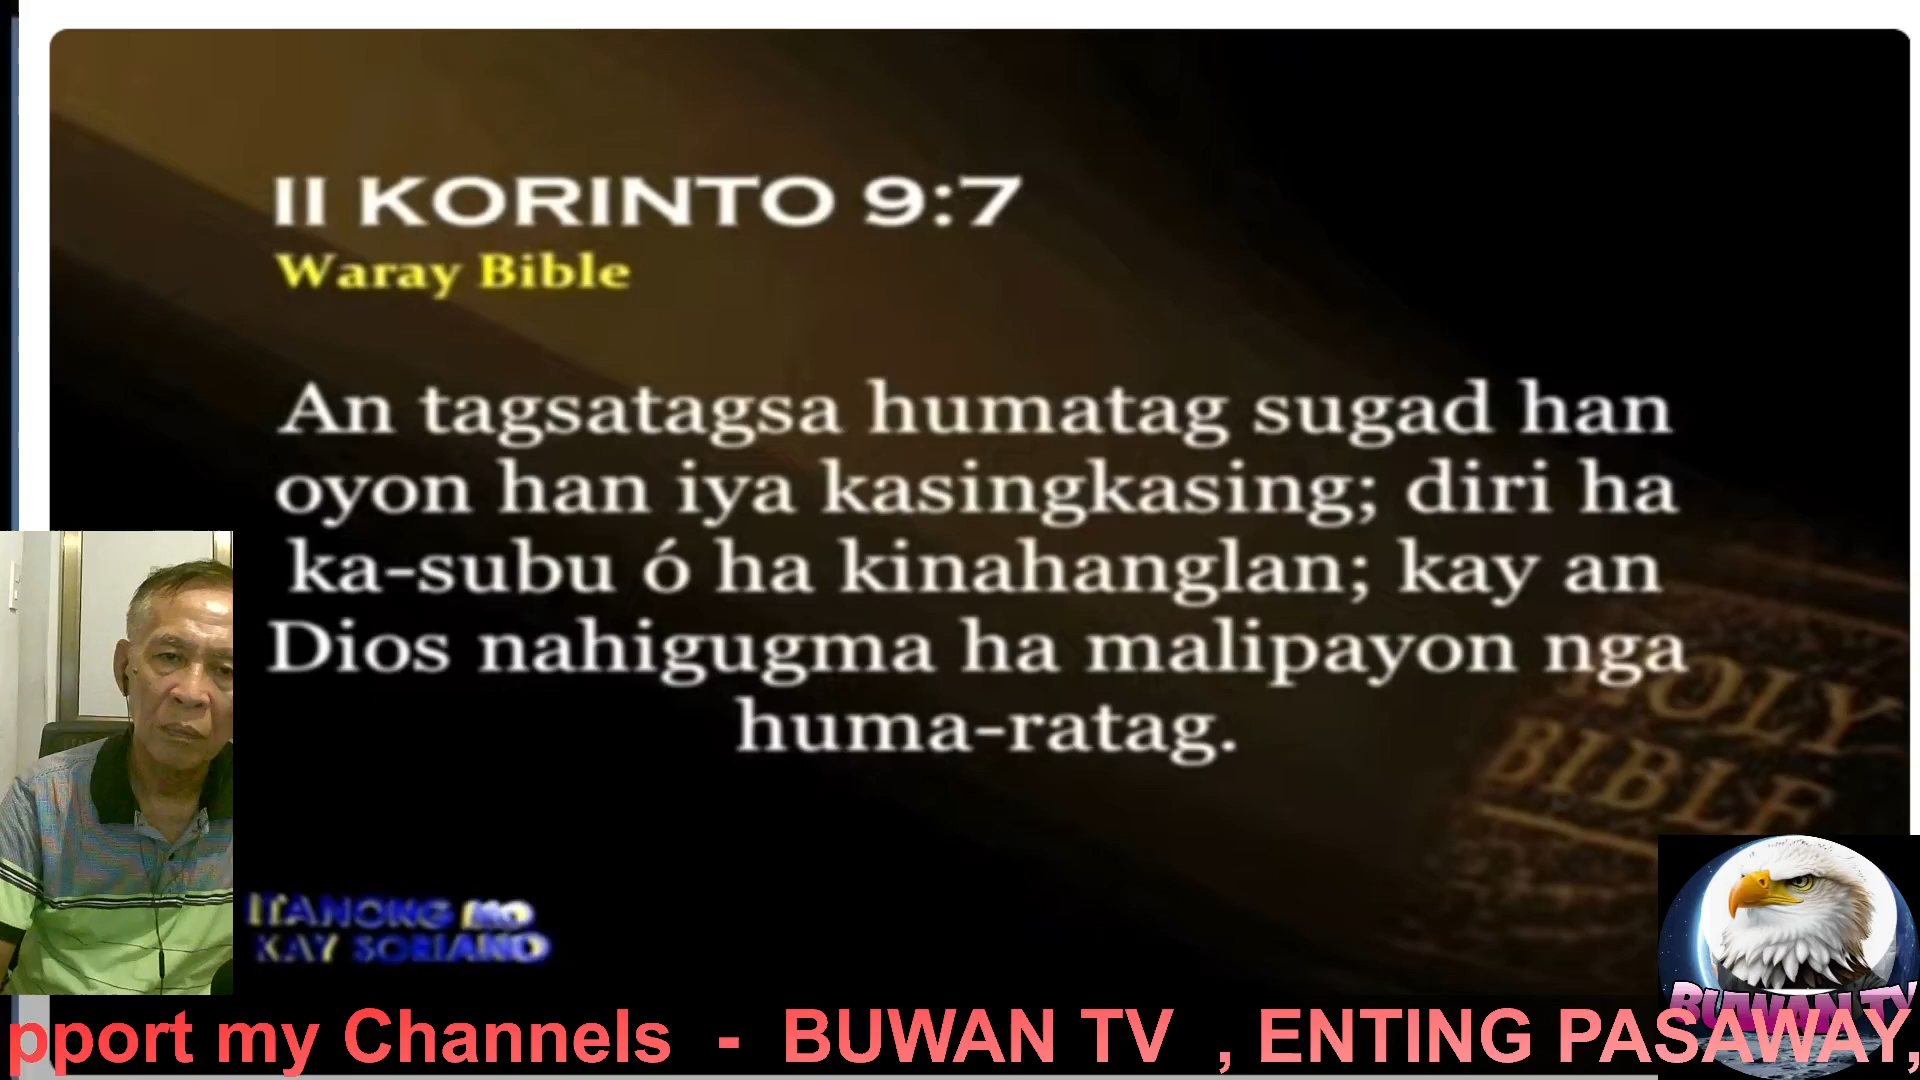 II KORINTO 9:7
Waray Bible
An tagsatagsa humatag sugad han
oyon han iya kasingkasing; diri ha
ka-subu ó ha kinahanglan; kay an
Dios nahigugma ha malipayon nga
huma-ratag.
HOLY
BIBLE
ITANONG MO
KAY SORIANO
BUWAN TV
pport my Channels - BUWAN TV , ENTING PASAWAY,